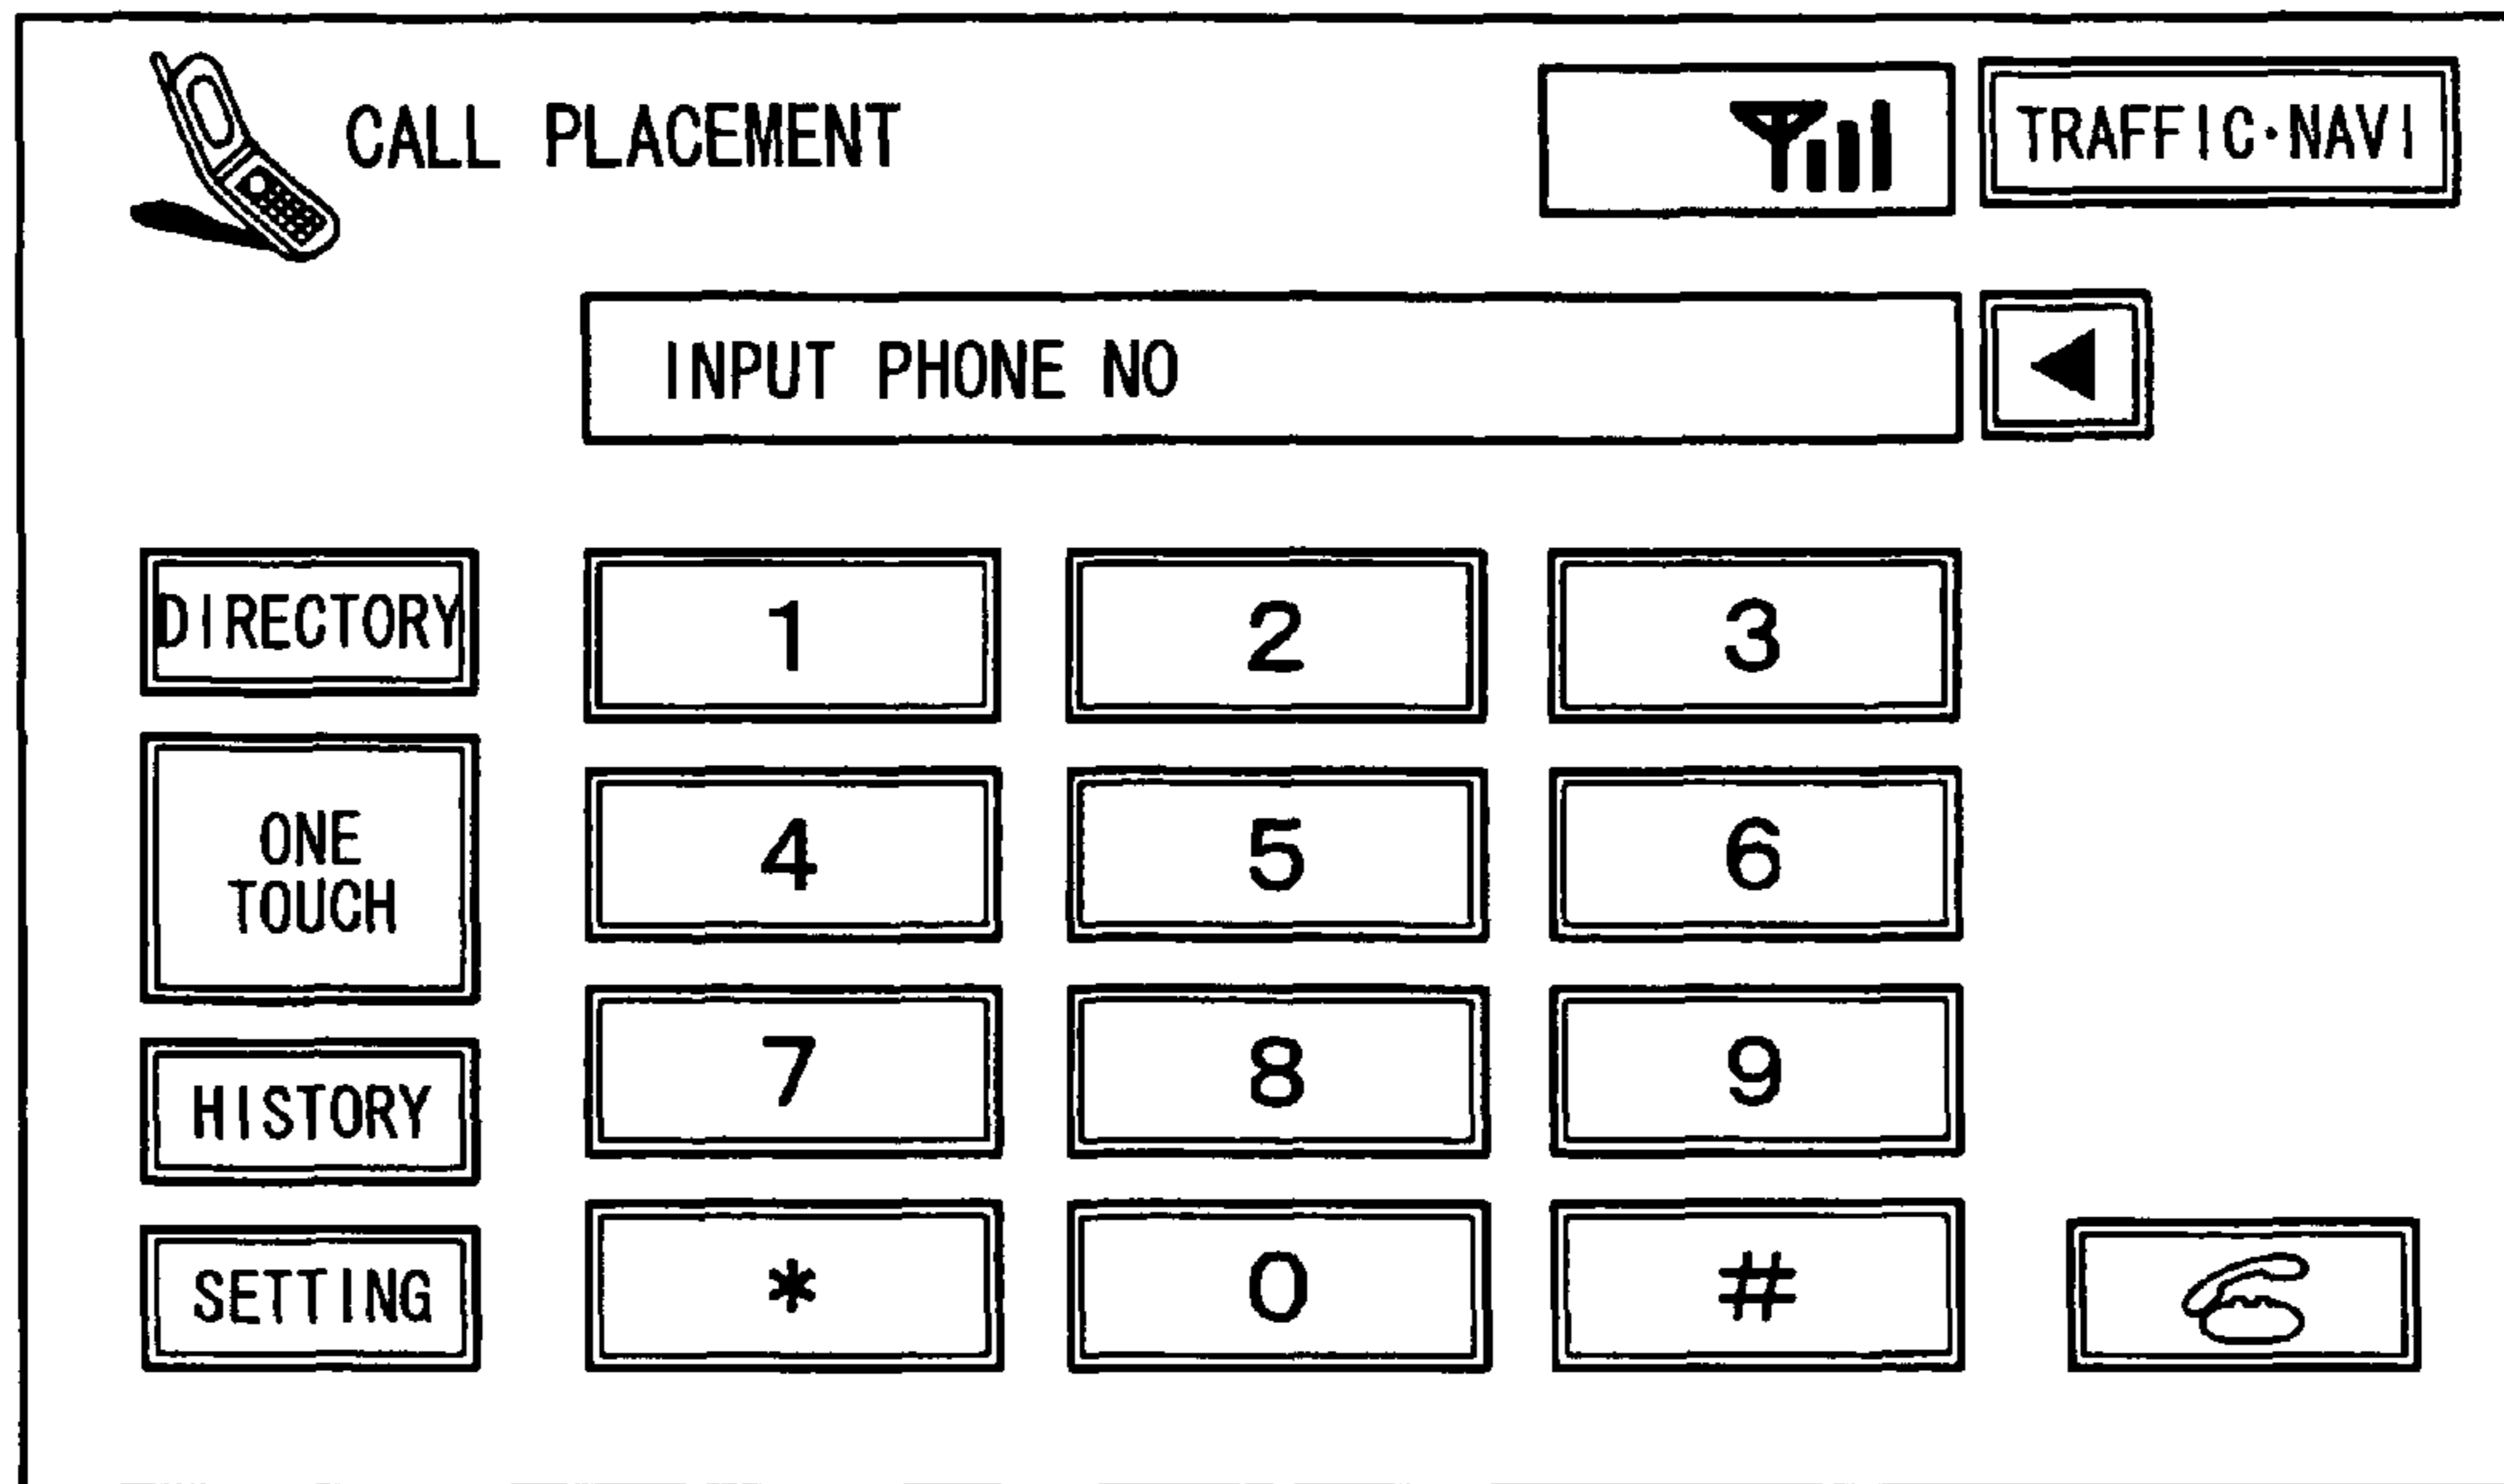 CALL PLACEMENT
TRAFFIC·NAVI
INPUT PHONE NO
DIRECTORY
1 2 3
ONE
TOUCH
4 5 6
HISTORY
7 8 9
SETTING
* 0 #